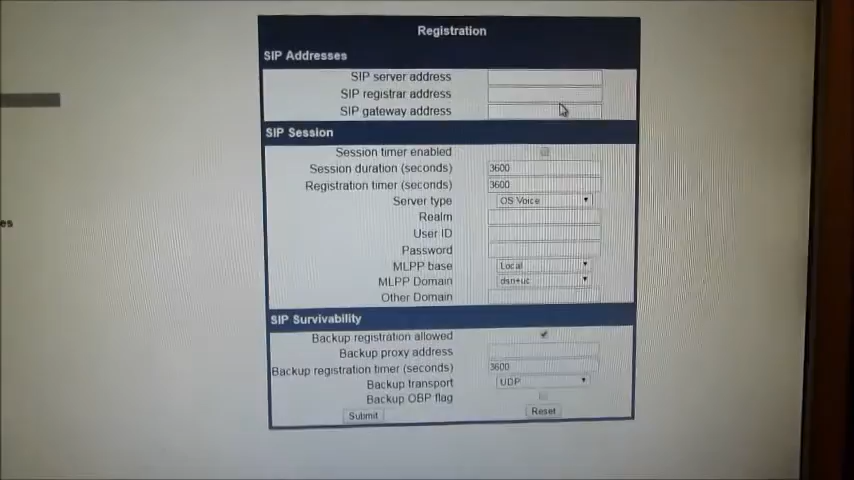 Registration
SIP Addresses
SIP server address
SIP registrar address
SIP gateway address
SIP Session
Session timer enabled
Session duration (seconds) 3600
Registration timer (seconds) 3600
Server type OS Voice
Realm
es
User ID
Password
MLPP base Local
MLPP Domain dsn+uc
Other Domain
SIP Survivability
Backup registration allowed
Backup proxy address
Backup registration timer (seconds) 3600
Backup transport UDP
Backup OBP flag
Submit Reset